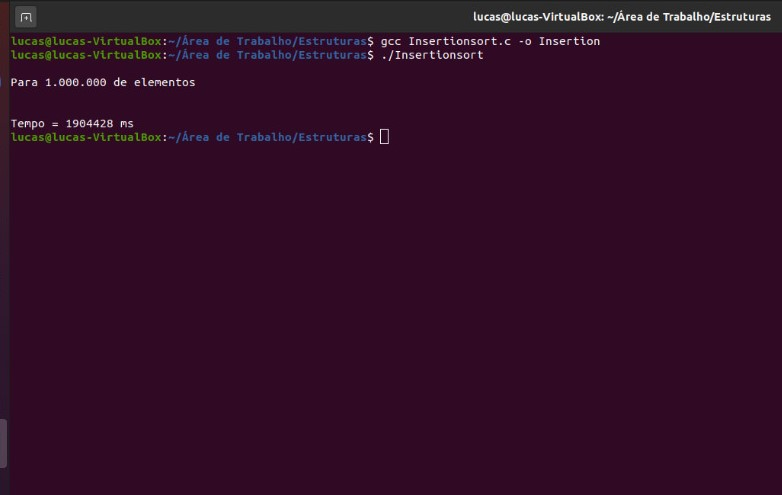 lucas@lucas-VirtualBox: ~/Área de Trabalho/Estruturas
lucas@lucas-VirtualBox:~/Área de Trabalho/Estruturas$ gcc Insertionsort.c -o Insertion
lucas@lucas-VirtualBox:~/Área de Trabalho/Estruturas$ ./Insertionsort
Para 1.000.000 de elementos
Tempo = 1904428 ms
lucas@lucas-VirtualBox:~/Área de Trabalho/Estruturas$